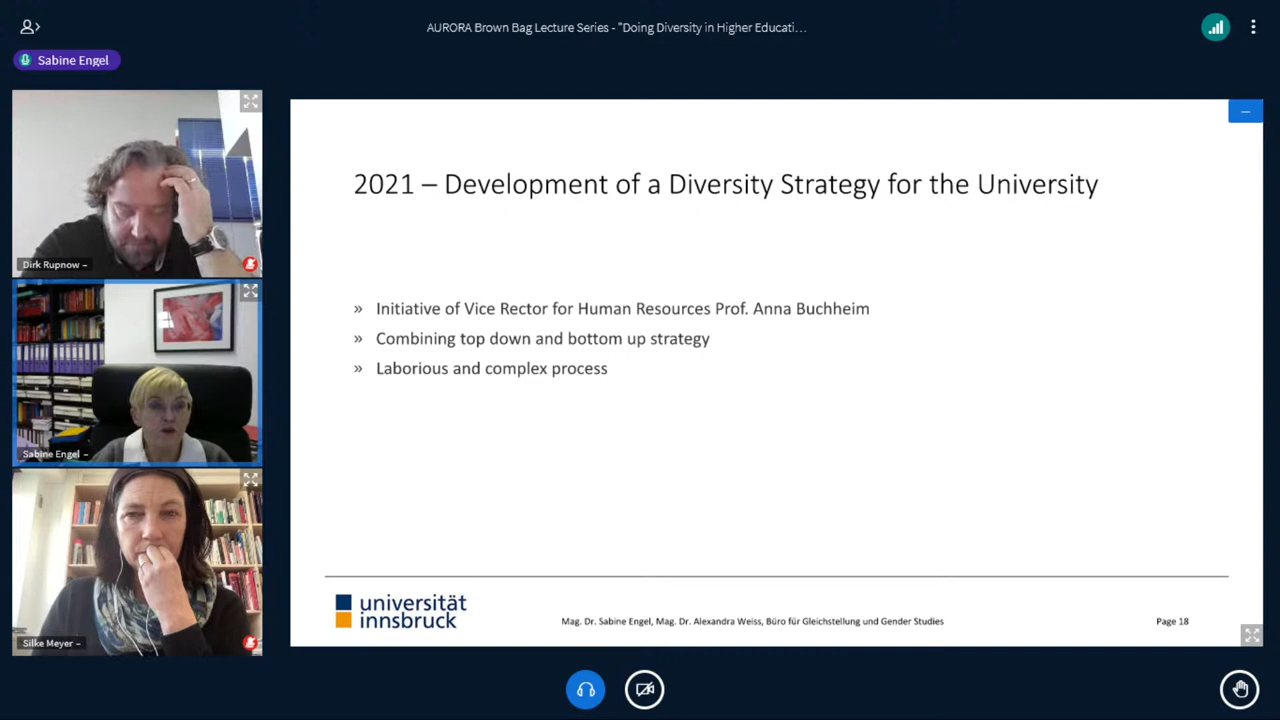 AURORA Brown Bag Lecture Series - "Doing Diversity in Higher Educati…
Sabine Engel
Dirk Rupnow –
Sabine Engel –
Silke Meyer –
2021 – Development of a Diversity Strategy for the University
» Initiative of Vice Rector for Human Resources Prof. Anna Buchheim
» Combining top down and bottom up strategy
» Laborious and complex process
universität
innsbruck
Mag. Dr. Sabine Engel, Mag. Dr. Alexandra Weiss, Büro für Gleichstellung und Gender Studies
Page 18